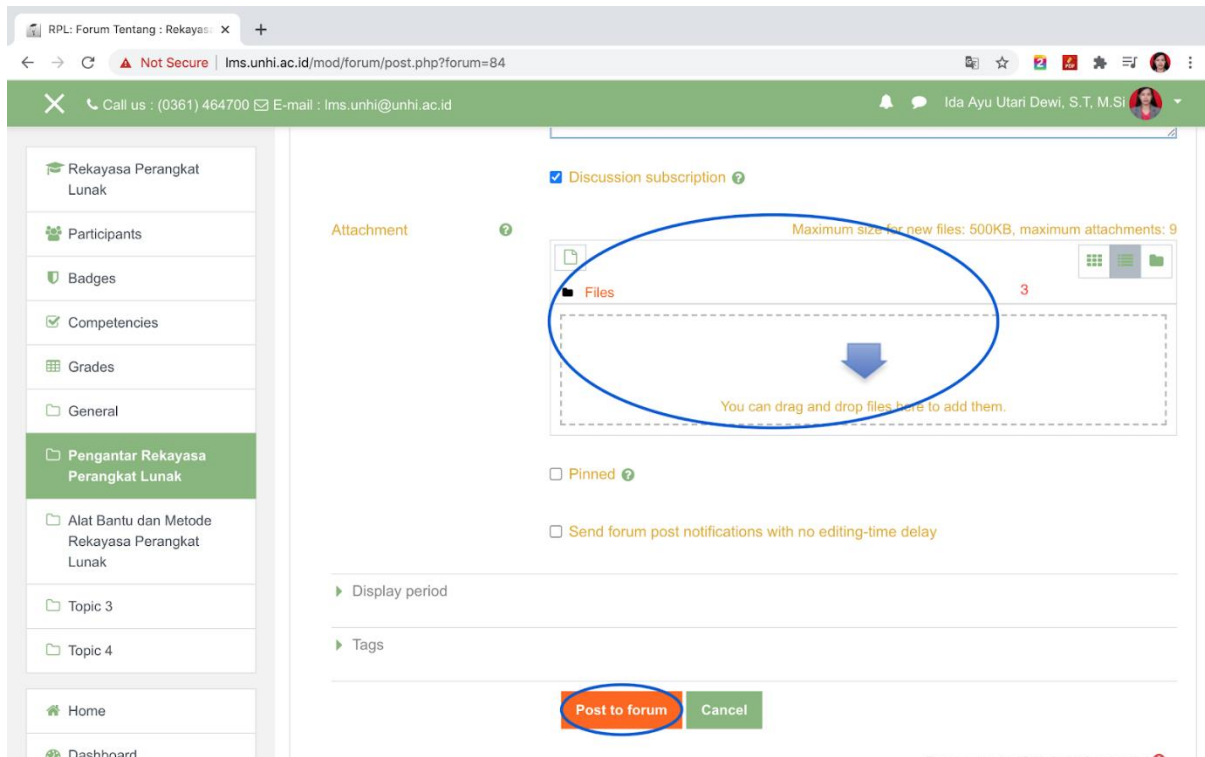 RPL: Forum Tentang : Rekayas
Not Secure | lms.unhi.ac.id/mod/forum/post.php?forum=84
Call us : (0361) 464700 E-mail : lms.unhi@unhi.ac.id
Ida Ayu Utari Dewi, S.T, M.Si
Rekayasa Perangkat
Lunak
Participants
Badges
Competencies
Grades
General
Pengantar Rekayasa
Perangkat Lunak
Alat Bantu dan Metode
Rekayasa Perangkat
Lunak
Topic 3
Topic 4
Home
Dashboard
Discussion subscription
Attachment
Maximum size for new files: 500KB, maximum attachments: 9
Files
3
You can drag and drop files here to add them.
Pinned
Send forum post notifications with no editing-time delay
Display period
Tags
Post to forum
Cancel